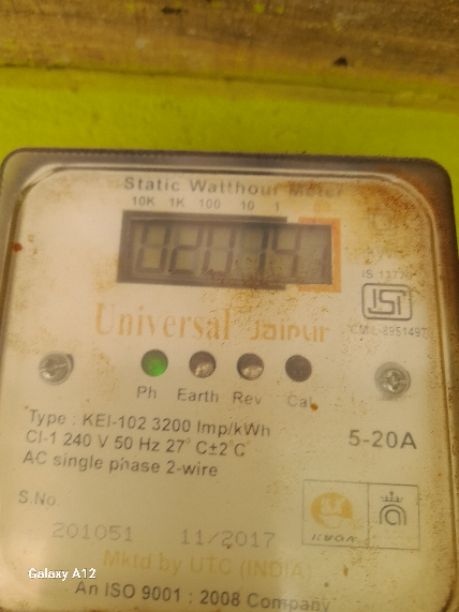 Static Watthour Meter
10K 1K 100 10 1
IS 13779
ISI
Universal Jaipur
CM/L-8951497
Ph Earth Rev Cal
Type : KEI-102 3200 Imp/kWh
Cl-1 240 V 50 Hz 27°C±2°C
5-20A
AC single phase 2-wire
S.No.
201051 11/2017
Mktd by UTC (INDIA)
Galaxy A12
An ISO 9001 : 2008 Company